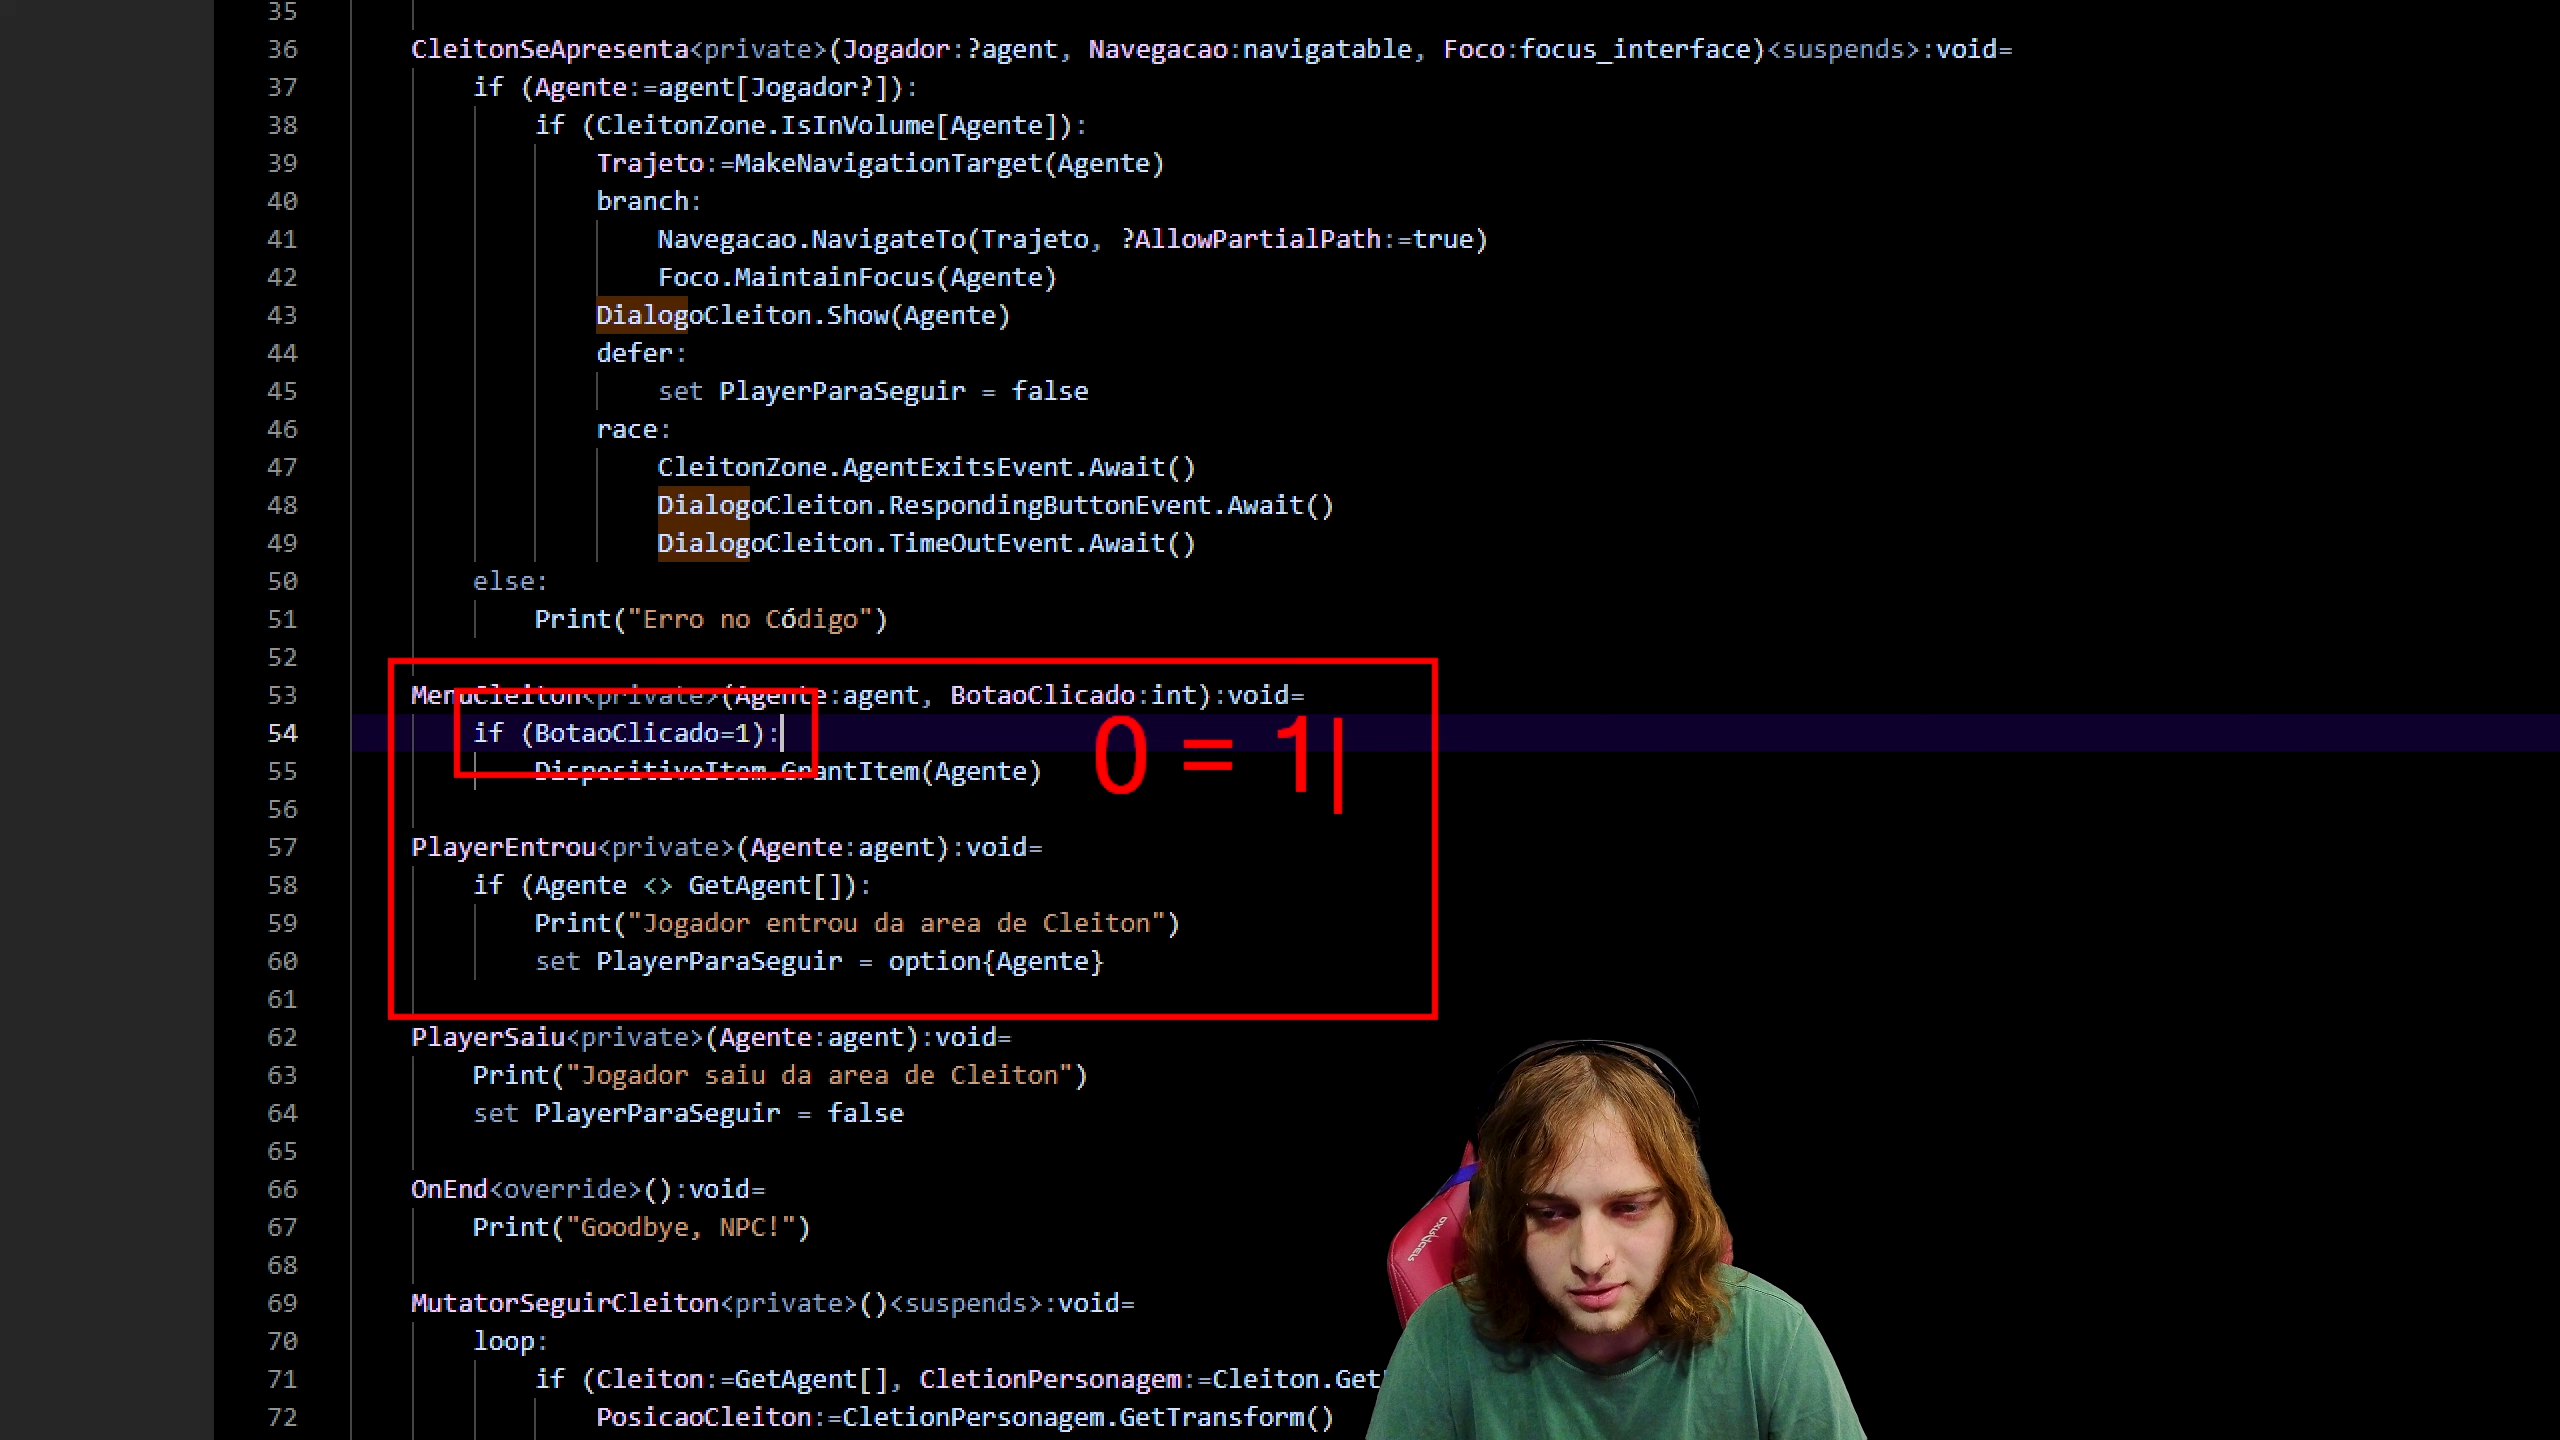 35
36 CleitonSeApresenta<private>(Jogador:?agent, Navegacao:navigatable, Foco:focus_interface)<suspends>:void=
37 if (Agente:=agent[Jogador?]):
38 if (CleitonZone.IsInVolume[Agente]):
39 Trajeto:=MakeNavigationTarget(Agente)
40 branch:
41 Navegacao.NavigateTo(Trajeto, ?AllowPartialPath:=true)
42 Foco.MaintainFocus(Agente)
43 DialogoCleiton.Show(Agente)
44 defer:
45 set PlayerParaSeguir = false
46 race:
47 CleitonZone.AgentExitsEvent.Await()
48 DialogoCleiton.RespondingButtonEvent.Await()
49 DialogoCleiton.TimeOutEvent.Await()
50 else:
51 Print("Erro no Código")
52
53 MenuCleiton<private>(Agente:agent, BotaoClicado:int):void=
54 if (BotaoClicado=1):
0 = 1|
55 DispositivoItem.GrantItem(Agente)
56
57 PlayerEntrou<private>(Agente:agent):void=
58 if (Agente <> GetAgent[]):
59 Print("Jogador entrou da area de Cleiton")
60 set PlayerParaSeguir = option{Agente}
61
62 PlayerSaiu<private>(Agente:agent):void=
63 Print("Jogador saiu da area de Cleiton")
64 set PlayerParaSeguir = false
65
66 OnEnd<override>():void=
67 Print("Goodbye, NPC!")
68
69 MutatorSeguirCleiton<private>()<suspends>:void=
70 loop:
71 if (Cleiton:=GetAgent[], CletionPersonagem:=Cleiton.Get
72 PosicaoCleiton:=CletionPersonagem.GetTransform()